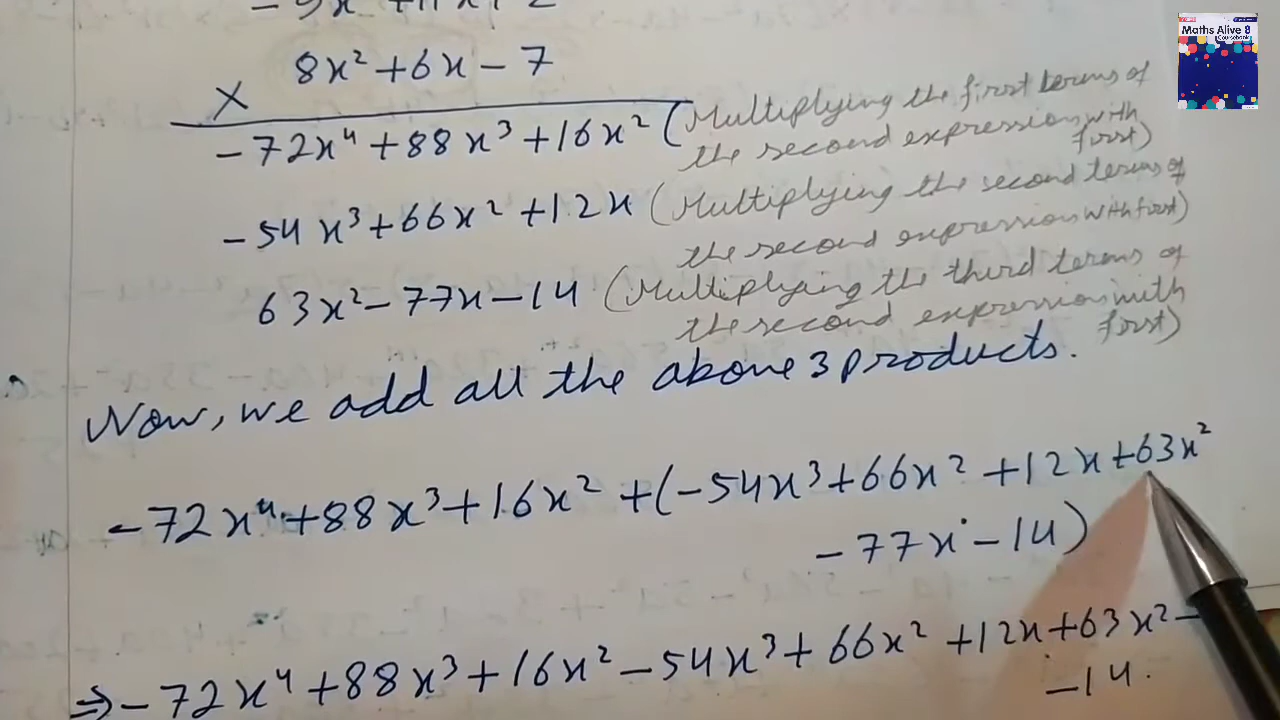 8x² + 6x - 7
×
-72x⁴ + 88x³ + 16x² (Multiplying the first terms of
the second expression with
first)
-54x³ + 66x² + 12x (Multiplying the second terms of
the second expression with first)
63x² - 77x - 14 (Multiplying the third terms of
the second expression with
first)
Now, we add all the above 3 products.
-72x⁴ + 88x³ + 16x² + (-54x³ + 66x² + 12x + 63x²
- 77x - 14)
⇒ -72x⁴ + 88x³ + 16x² - 54x³ + 66x² + 12x + 63x² -
-14.
Maths Alive 8
Coursebook